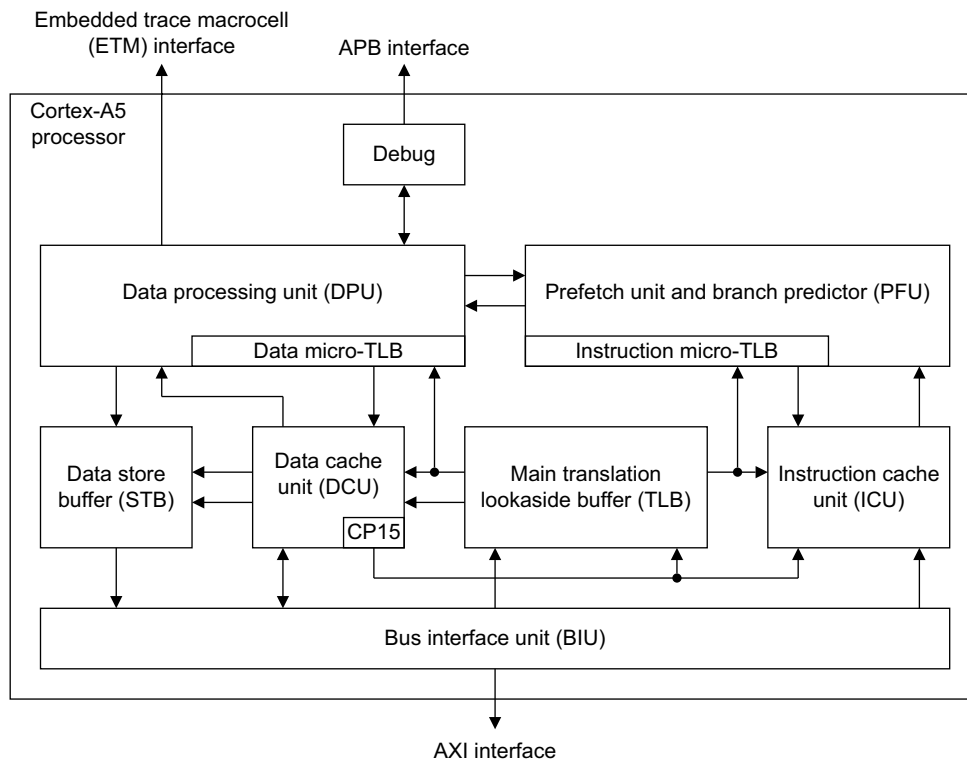 Embedded trace macrocell
(ETM) interface
APB interface
Cortex-A5
processor
Debug
Data processing unit (DPU)
Prefetch unit and branch predictor (PFU)
Data micro-TLB
Instruction micro-TLB
Data store
buffer (STB)
Data cache
unit (DCU)
CP15
Main translation
lookaside buffer (TLB)
Instruction cache
unit (ICU)
Bus interface unit (BIU)
AXI interface